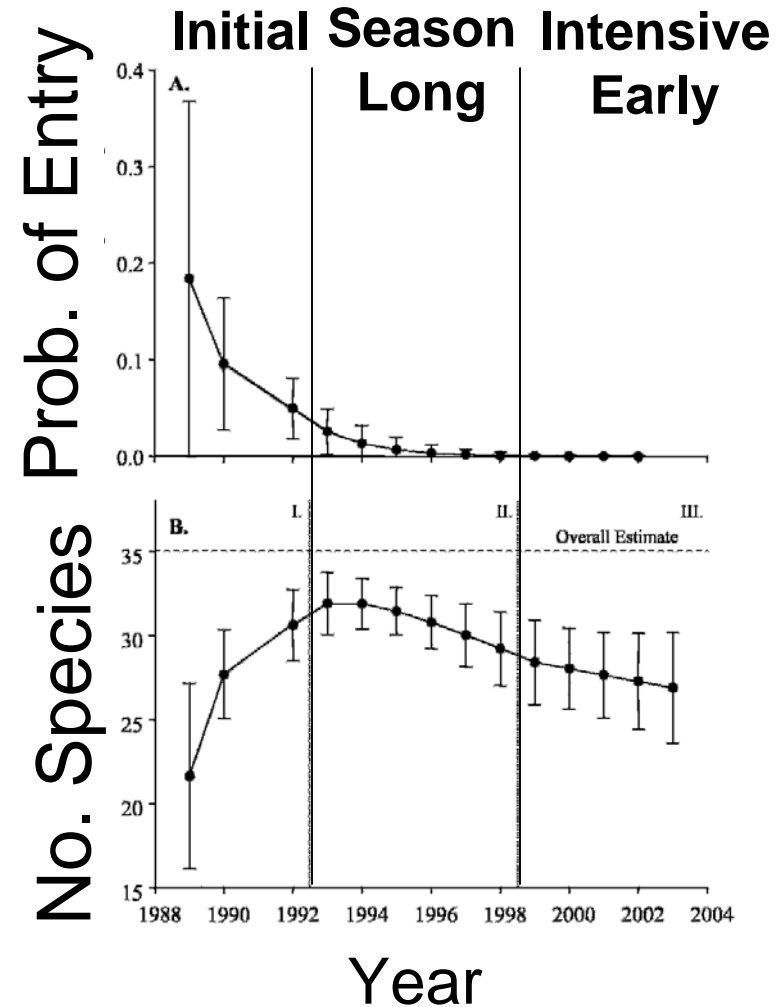 Initial
Season Long
Intensive Early
Prob. of Entry
A.
0.4
0.3
0.2
0.1
0.0
No. Species
B.
I.
II.
III.
Overall Estimate
35
30
25
20
15
1988 1990 1992 1994 1996 1998 2000 2002 2004
Year